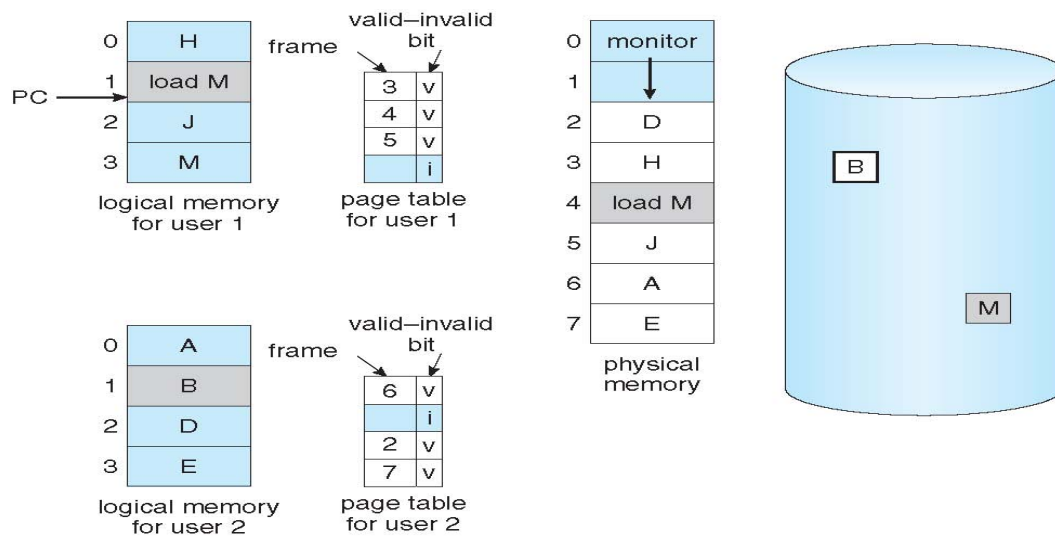 0 H
1 load M
PC
2 J
3 M
logical memory
for user 1
valid–invalid
bit
frame
3 v
4 v
5 v
i
page table
for user 1
0 monitor
1
2 D
3 H
4 load M
5 J
6 A
7 E
physical
memory
B
M
0 A
1 B
2 D
3 E
logical memory
for user 2
valid–invalid
bit
frame
6 v
i
2 v
7 v
page table
for user 2